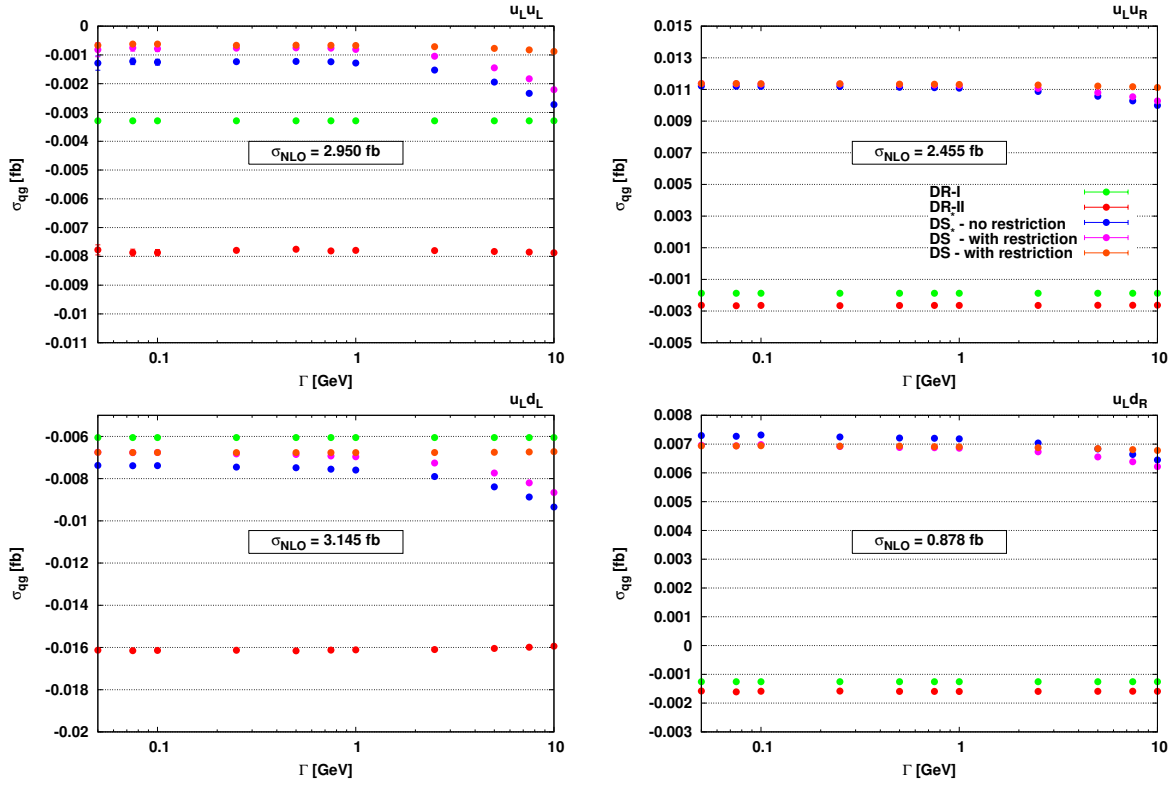 u_L u_L
0
-0.001
-0.002
-0.003
-0.004
-0.005
-0.006
-0.007
-0.008
-0.009
-0.01
-0.011
σ_qg [fb]
σ_NLO = 2.950 fb
0.1
1
10
Γ [GeV]
u_L u_R
0.015
0.013
0.011
0.009
0.007
0.005
0.003
0.001
-0.001
-0.003
-0.005
σ_qg [fb]
σ_NLO = 2.455 fb
DR-I
DR-II
DS* - no restriction
DS* - with restriction
DS - with restriction
0.1
1
10
Γ [GeV]
u_L d_L
-0.006
-0.008
-0.01
-0.012
-0.014
-0.016
-0.018
-0.02
σ_qg [fb]
σ_NLO = 3.145 fb
0.1
1
10
Γ [GeV]
u_L d_R
0.008
0.007
0.006
0.005
0.004
0.003
0.002
0.001
0
-0.001
-0.002
-0.003
σ_qg [fb]
σ_NLO = 0.878 fb
0.1
1
10
Γ [GeV]